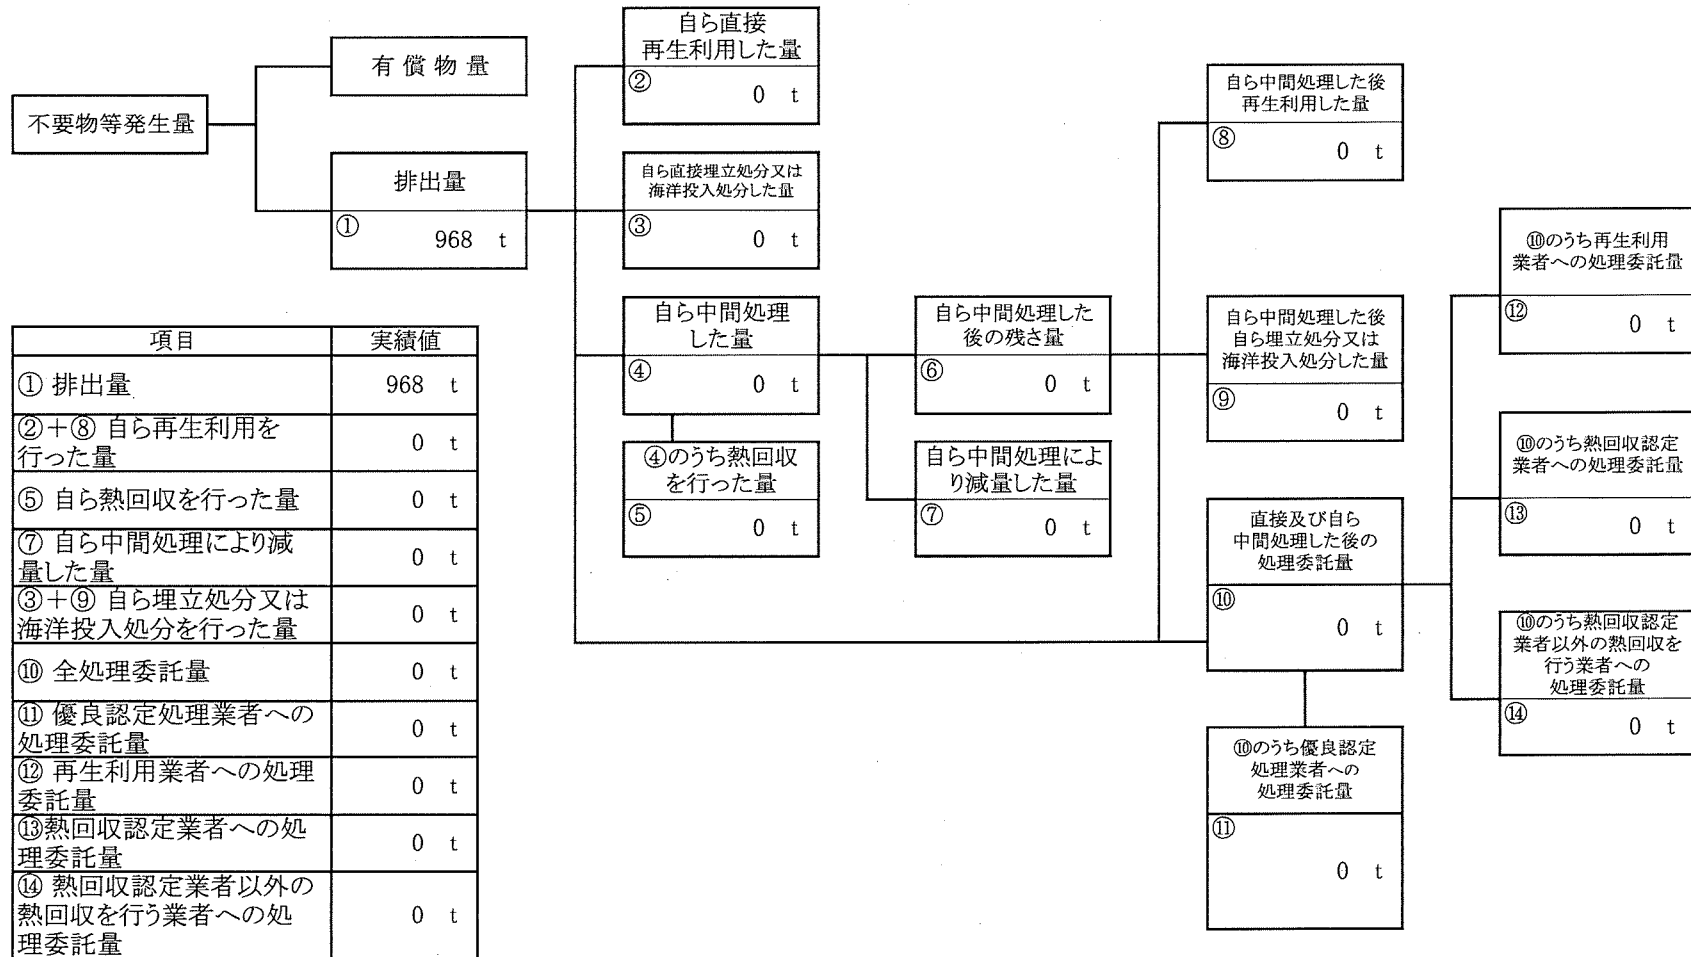 不要物等発生量
有償物量
排出量
①
968 t
自ら直接
再生利用した量
②
0 t
自ら直接埋立処分又は
海洋投入処分した量
③
0 t
自ら中間処理
した量
④
0 t
④のうち熱回収
を行った量
⑤
0 t
自ら中間処理した
後の残さ量
⑥
0 t
自ら中間処理によ
り減量した量
⑦
0 t
自ら中間処理した後
再生利用した量
⑧
0 t
自ら中間処理した後
自ら埋立処分又は
海洋投入処分した量
⑨
0 t
直接及び自ら
中間処理した後の
処理委託量
⑩
0 t
⑩のうち優良認定
処理業者への
処理委託量
⑪
0 t
⑩のうち再生利用
業者への処理委託量
⑫
0 t
⑩のうち熱回収認定
業者への処理委託量
⑬
0 t
⑩のうち熱回収認定
業者以外の熱回収を
行う業者への
処理委託量
⑭
0 t
項目 実績値
① 排出量 968 t
②+⑧ 自ら再生利用を
行った量 0 t
⑤ 自ら熱回収を行った量 0 t
⑦ 自ら中間処理により減
量した量 0 t
③+⑨ 自ら埋立処分又は
海洋投入処分を行った量 0 t
⑩ 全処理委託量 0 t
⑪ 優良認定処理業者への
処理委託量 0 t
⑫ 再生利用業者への処理
委託量 0 t
⑬熱回収認定業者への処
理委託量 0 t
⑭ 熱回収認定業者以外の
熱回収を行う業者への処
理委託量 0 t